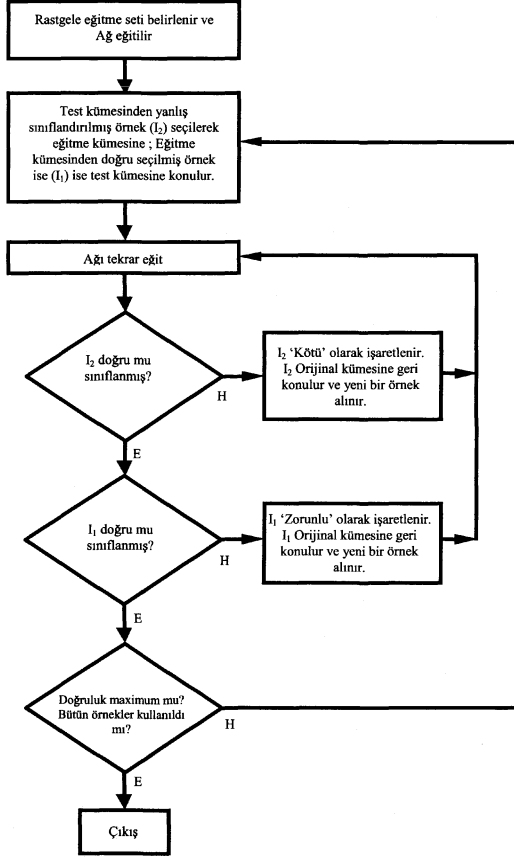 Rastgele eğitme seti belirlenir ve
Ağ eğitilir
Test kümesinden yanlış
sınıflandırılmış örnek (I₂) seçilerek
eğitme kümesine ; Eğitme
kümesinden doğru seçilmiş örnek
ise (I₁) ise test kümesine konulur.
Ağı tekrar eğit
I₂ doğru mu
sınıflanmış?
H
I₂ ‘Kötü’ olarak işaretlenir.
I₂ Orijinal kümesine geri
konulur ve yeni bir örnek
alınır.
E
I₁ doğru mu
sınıflanmış?
H
I₁ ‘Zorunlu’ olarak işaretlenir.
I₁ Orijinal kümesine geri
konulur ve yeni bir örnek
alınır.
E
Doğruluk maximum mu?
Bütün örnekler kullanıldı
mı?
H
E
Çıkış